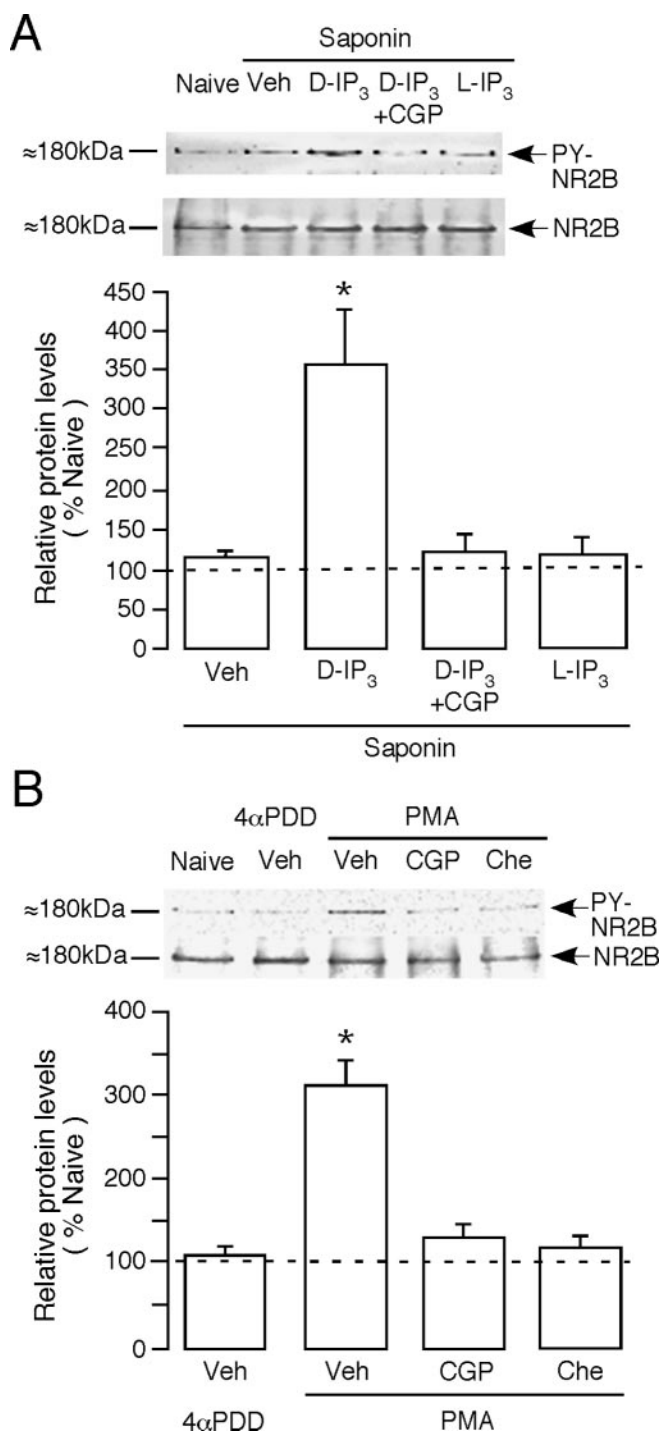 A
Saponin
Naive Veh D-IP3 D-IP3 L-IP3
+CGP
≈180kDa PY-
NR2B
≈180kDa NR2B
Relative protein levels
( % Naive )
450
400
350
300
250
200
150
100
50
0
*
Veh D-IP3 D-IP3 L-IP3
+CGP
Saponin
B
4αPDD PMA
Naive Veh Veh CGP Che
≈180kDa PY-
NR2B
≈180kDa NR2B
Relative protein levels
( % Naive )
400
300
200
100
0
*
Veh Veh CGP Che
4αPDD PMA